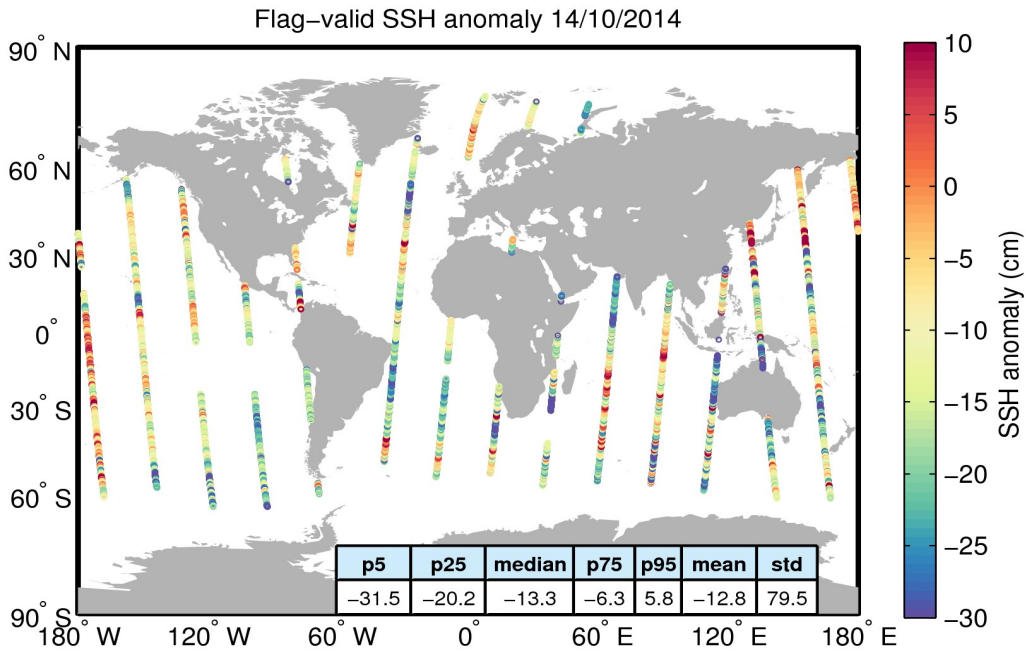 Flag−valid SSH anomaly 14/10/2014
90° N
60° N
30° N
0°
30° S
60° S
90° S
180° W
120° W
60° W
0°
60° E
120° E
180° E
p5 p25 median p75 p95 mean std
−31.5 −20.2 −13.3 −6.3 5.8 −12.8 79.5
10
5
0
−5
−10
−15
−20
−25
−30
SSH anomaly (cm)